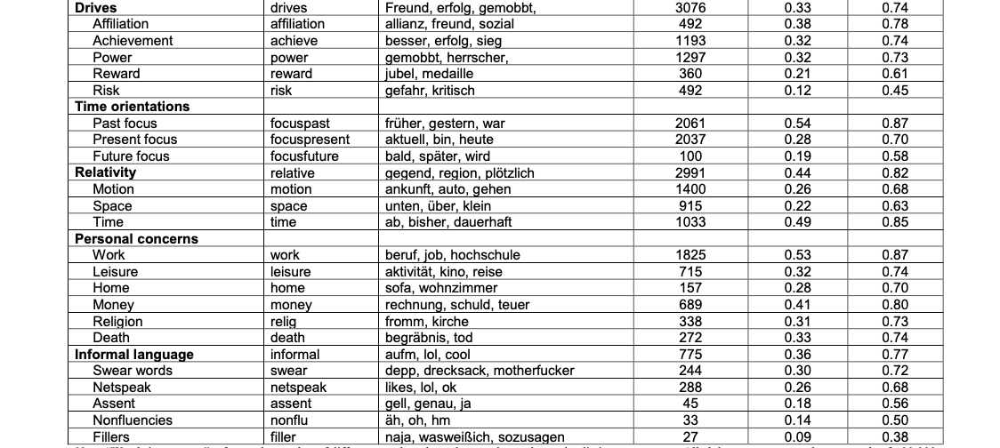 Drives drives Freund, erfolg, gemobbt, 3076 0.33 0.74
Affiliation affiliation allianz, freund, sozial 492 0.38 0.78
Achievement achieve besser, erfolg, sieg 1193 0.32 0.74
Power power gemobbt, herrscher, 1297 0.32 0.73
Reward reward jubel, medaille 360 0.21 0.61
Risk risk gefahr, kritisch 492 0.12 0.45
Time orientations
Past focus focuspast früher, gestern, war 2061 0.54 0.87
Present focus focuspresent aktuell, bin, heute 2037 0.28 0.70
Future focus focusfuture bald, später, wird 100 0.19 0.58
Relativity relative gegend, region, plötzlich 2991 0.44 0.82
Motion motion ankunft, auto, gehen 1400 0.26 0.68
Space space unten, über, klein 915 0.22 0.63
Time time ab, bisher, dauerhaft 1033 0.49 0.85
Personal concerns
Work work beruf, job, hochschule 1825 0.53 0.87
Leisure leisure aktivität, kino, reise 715 0.32 0.74
Home home sofa, wohnzimmer 157 0.28 0.70
Money money rechnung, schuld, teuer 689 0.41 0.80
Religion relig fromm, kirche 338 0.31 0.73
Death death begräbnis, tod 272 0.33 0.74
Informal language informal aufm, lol, cool 775 0.36 0.77
Swear words swear depp, drecksack, motherfucker 244 0.30 0.72
Netspeak netspeak likes, lol, ok 288 0.26 0.68
Assent assent gell, genau, ja 45 0.18 0.56
Nonfluencies nonflu äh, oh, hm 33 0.14 0.50
Fillers filler naja, wasweißich, sozusagen 27 0.09 0.38